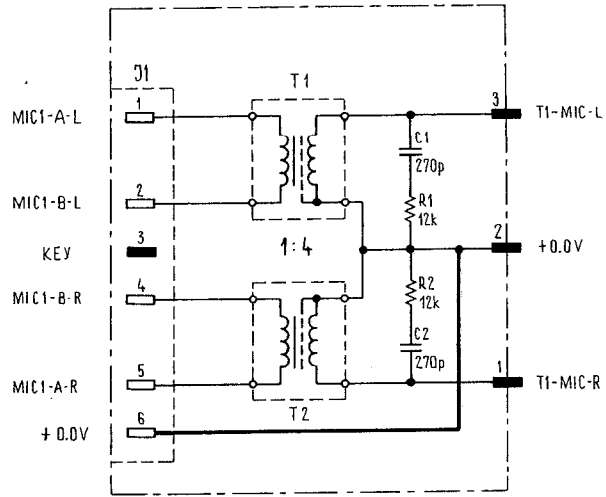 J1
T1
MIC1-A-L
1
3
T1-MIC-L
C1
270p
MIC1-B-L
2
R1
12k
KEY
3
1:4
2
+0.0V
MIC1-B-R
4
R2
12k
C2
270p
MIC1-A-R
5
1
T1-MIC-R
T2
+0.0V
6